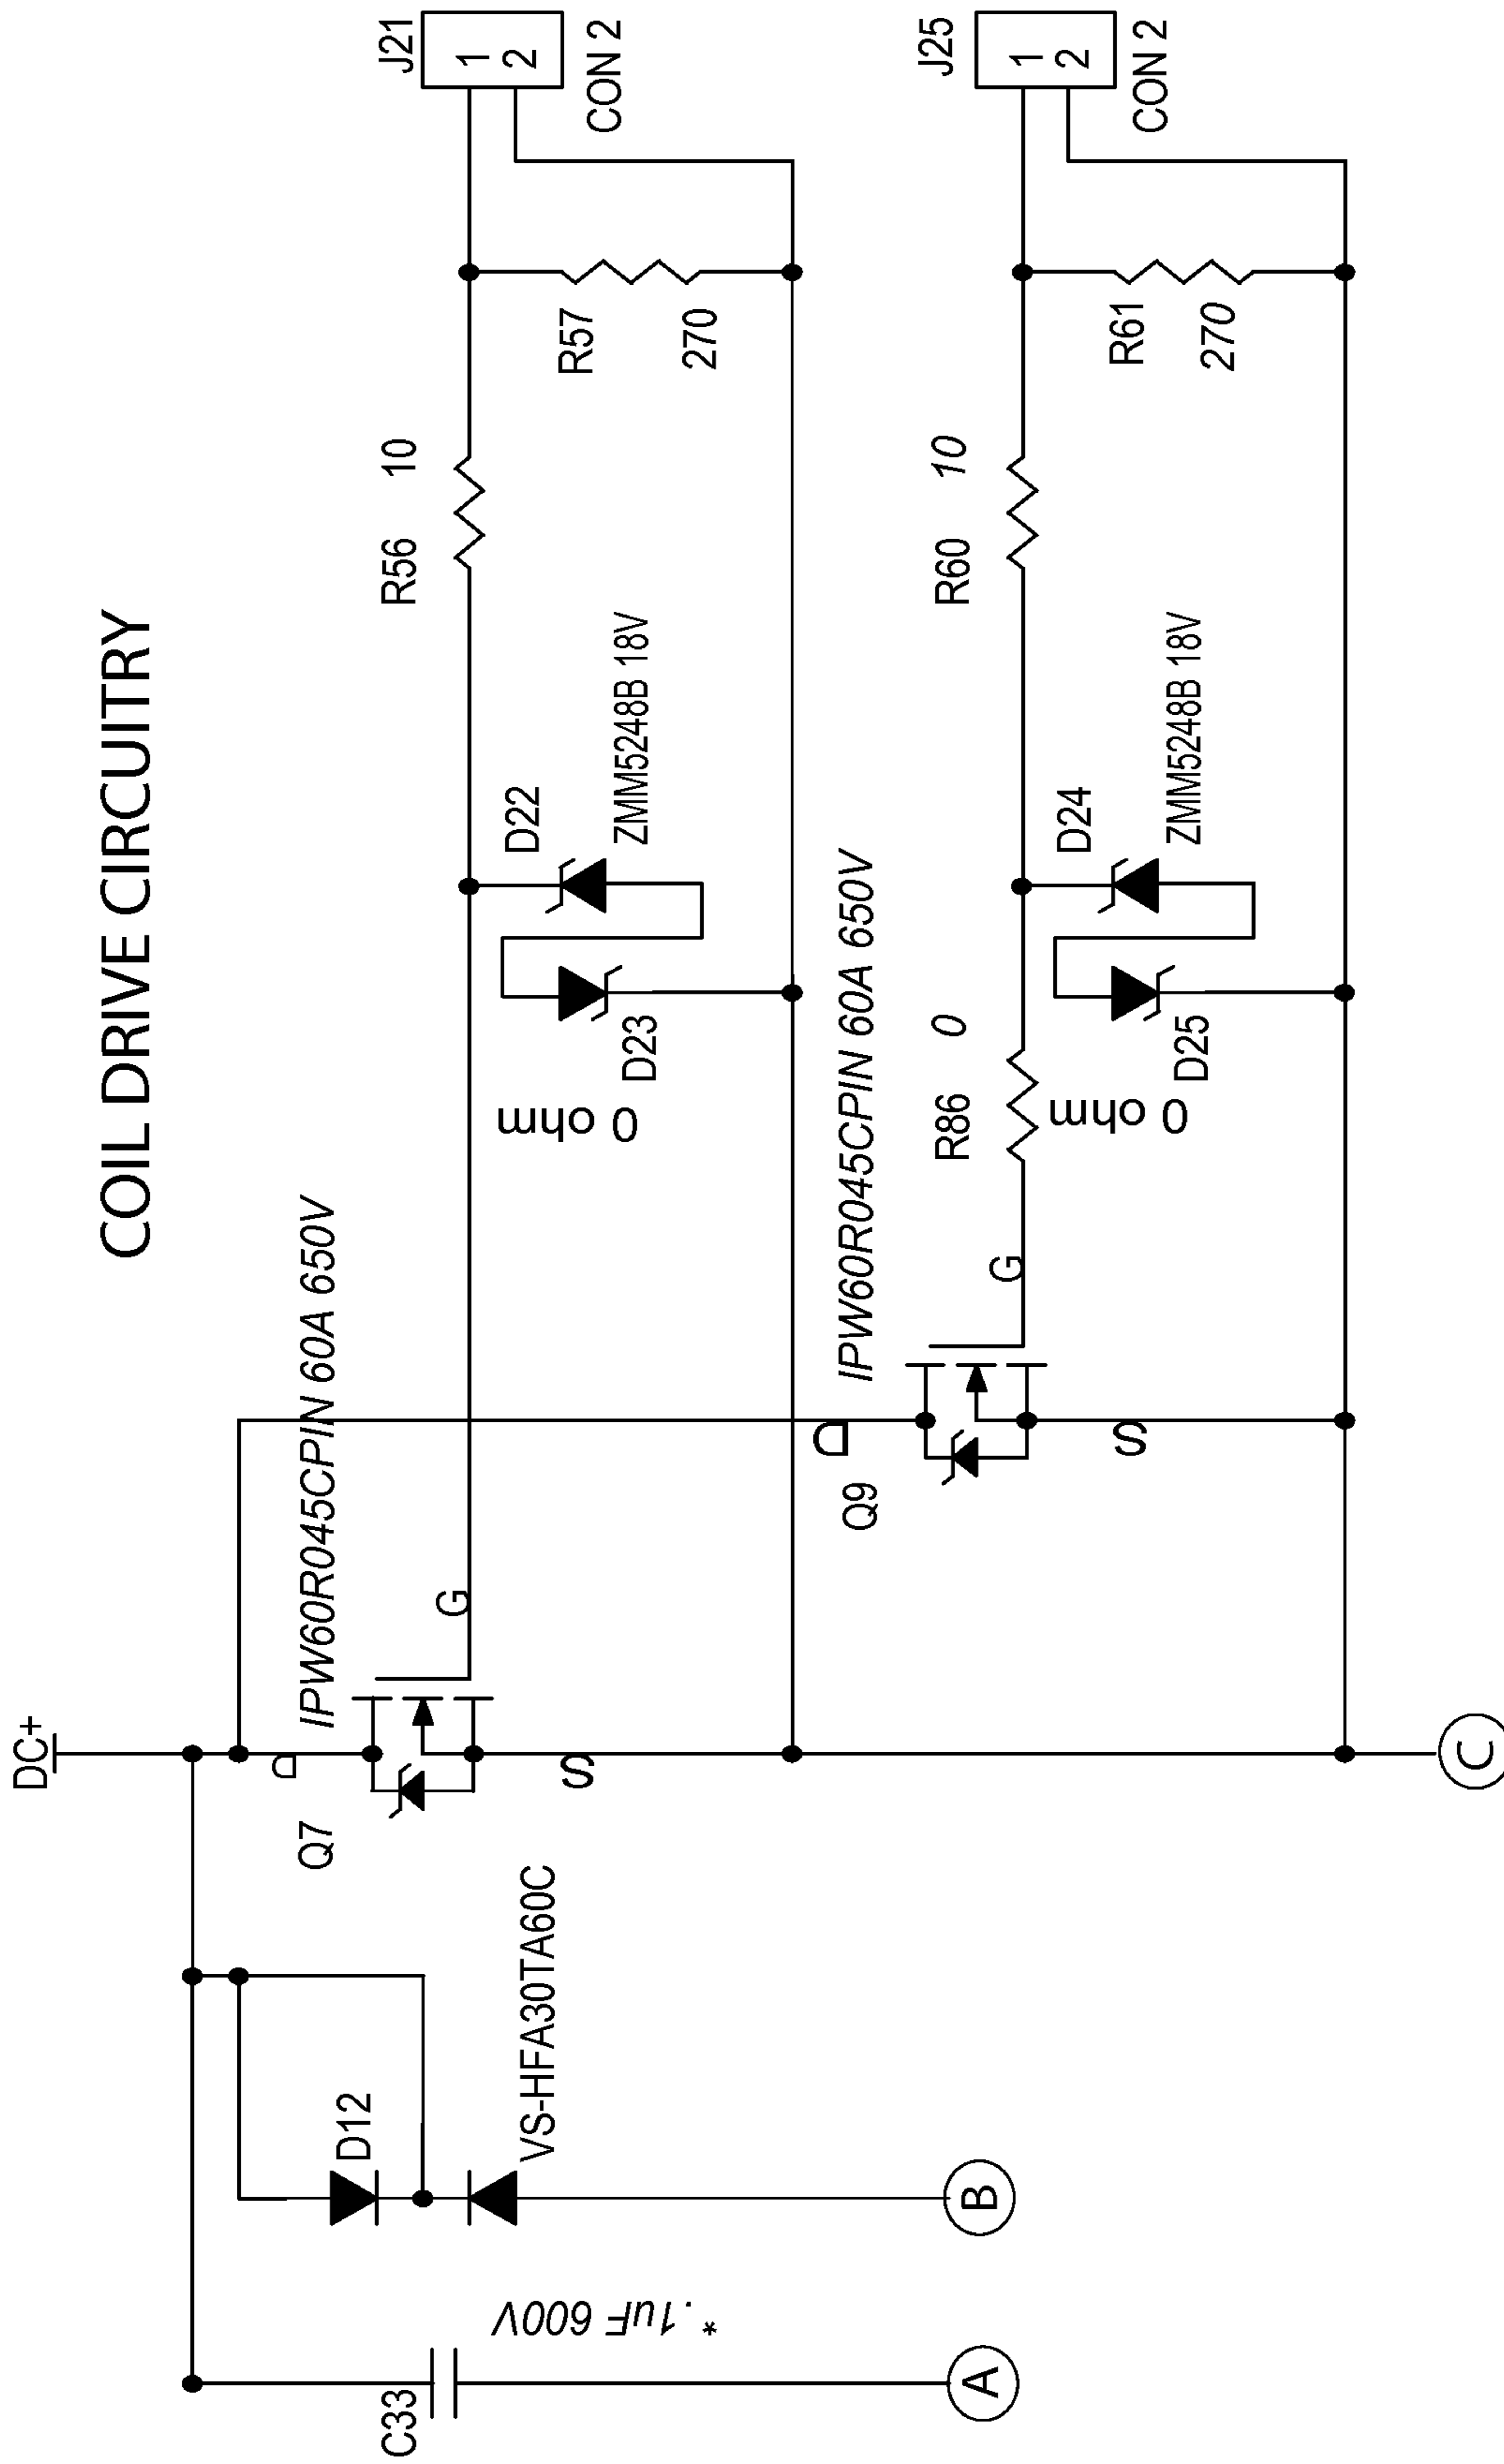 COIL DRIVE CIRCUITRY
DC+
J21
1
2
CON 2
R56 10
R57
270
D22
ZMM5248B 18V
D23
0 ohm
IPW60R045CPIN 60A 650V
Q7
D
G
S
J25
1
2
CON 2
R60 10
R61
270
D24
ZMM5248B 18V
D25
R86 0
0 ohm
IPW60R045CPIN 60A 650V
Q9
D
G
S
D12
VS-HFA30TA60C
C33
*.1uF 600V
A
B
C